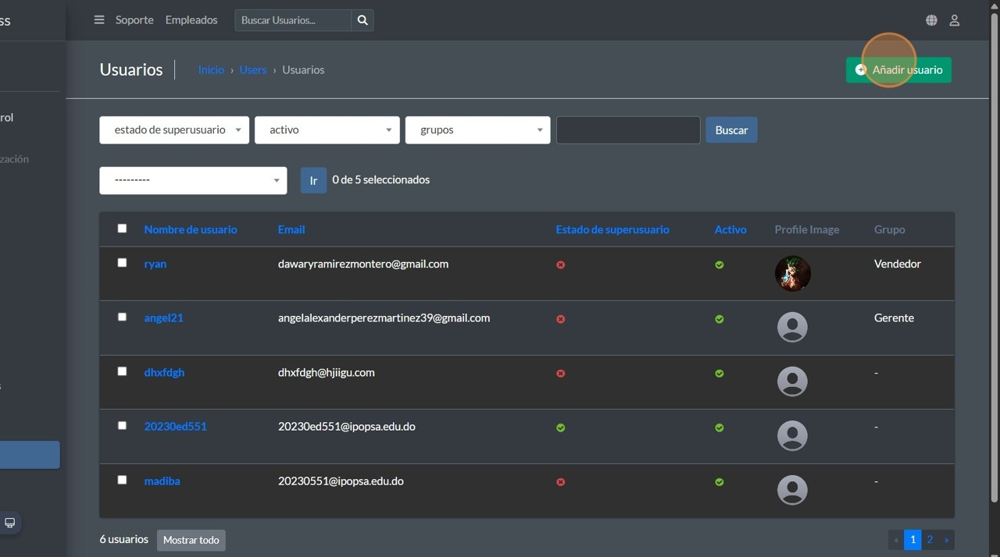 ss
Soporte Empleados Buscar Usuarios...
Usuarios Inicio › Users › Usuarios Añadir usuario
rol
estado de superusuario activo grupos Buscar
zación
--------- Ir 0 de 5 seleccionados
Nombre de usuario Email Estado de superusuario Activo Profile Image Grupo
ryan dawaryramirezmontero@gmail.com Vendedor
angel21 angelalexanderperezmartinez39@gmail.com Gerente
dhxfdgh dhxfdgh@hjiigu.com -
s
20230ed551 20230ed551@ipopsa.edu.do -
madiba 20230551@ipopsa.edu.do -
6 usuarios Mostrar todo « 1 2 »